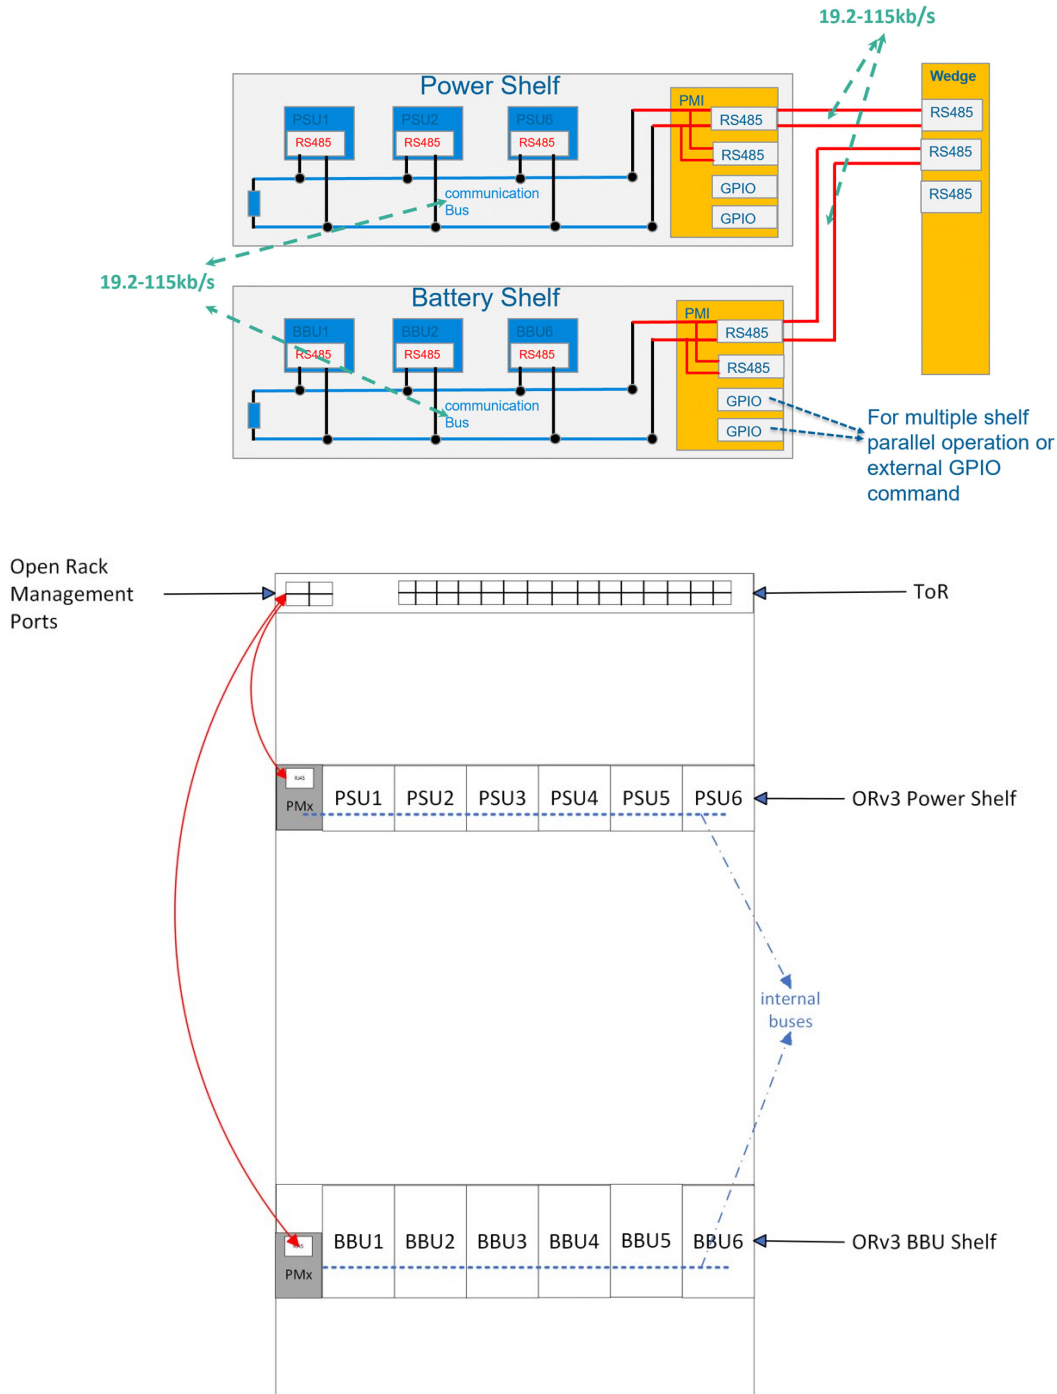 19.2-115kb/s
Wedge
Power Shelf
PMI
PSU1
PSU2
PSU6
RS485
RS485
RS485
RS485
RS485
RS485
RS485
RS485
GPIO
GPIO
communication
Bus
19.2-115kb/s
Battery Shelf
PMI
BBU1
BBU2
BBU6
RS485
RS485
RS485
RS485
RS485
GPIO
GPIO
communication
Bus
For multiple shelf
parallel operation or
external GPIO
command
Open Rack
Management
Ports
ToR
RJ45
PMx
PSU1
PSU2
PSU3
PSU4
PSU5
PSU6
ORv3 Power Shelf
internal
buses
BBU1
BBU2
BBU3
BBU4
BBU5
BBU6
PMx
ORv3 BBU Shelf